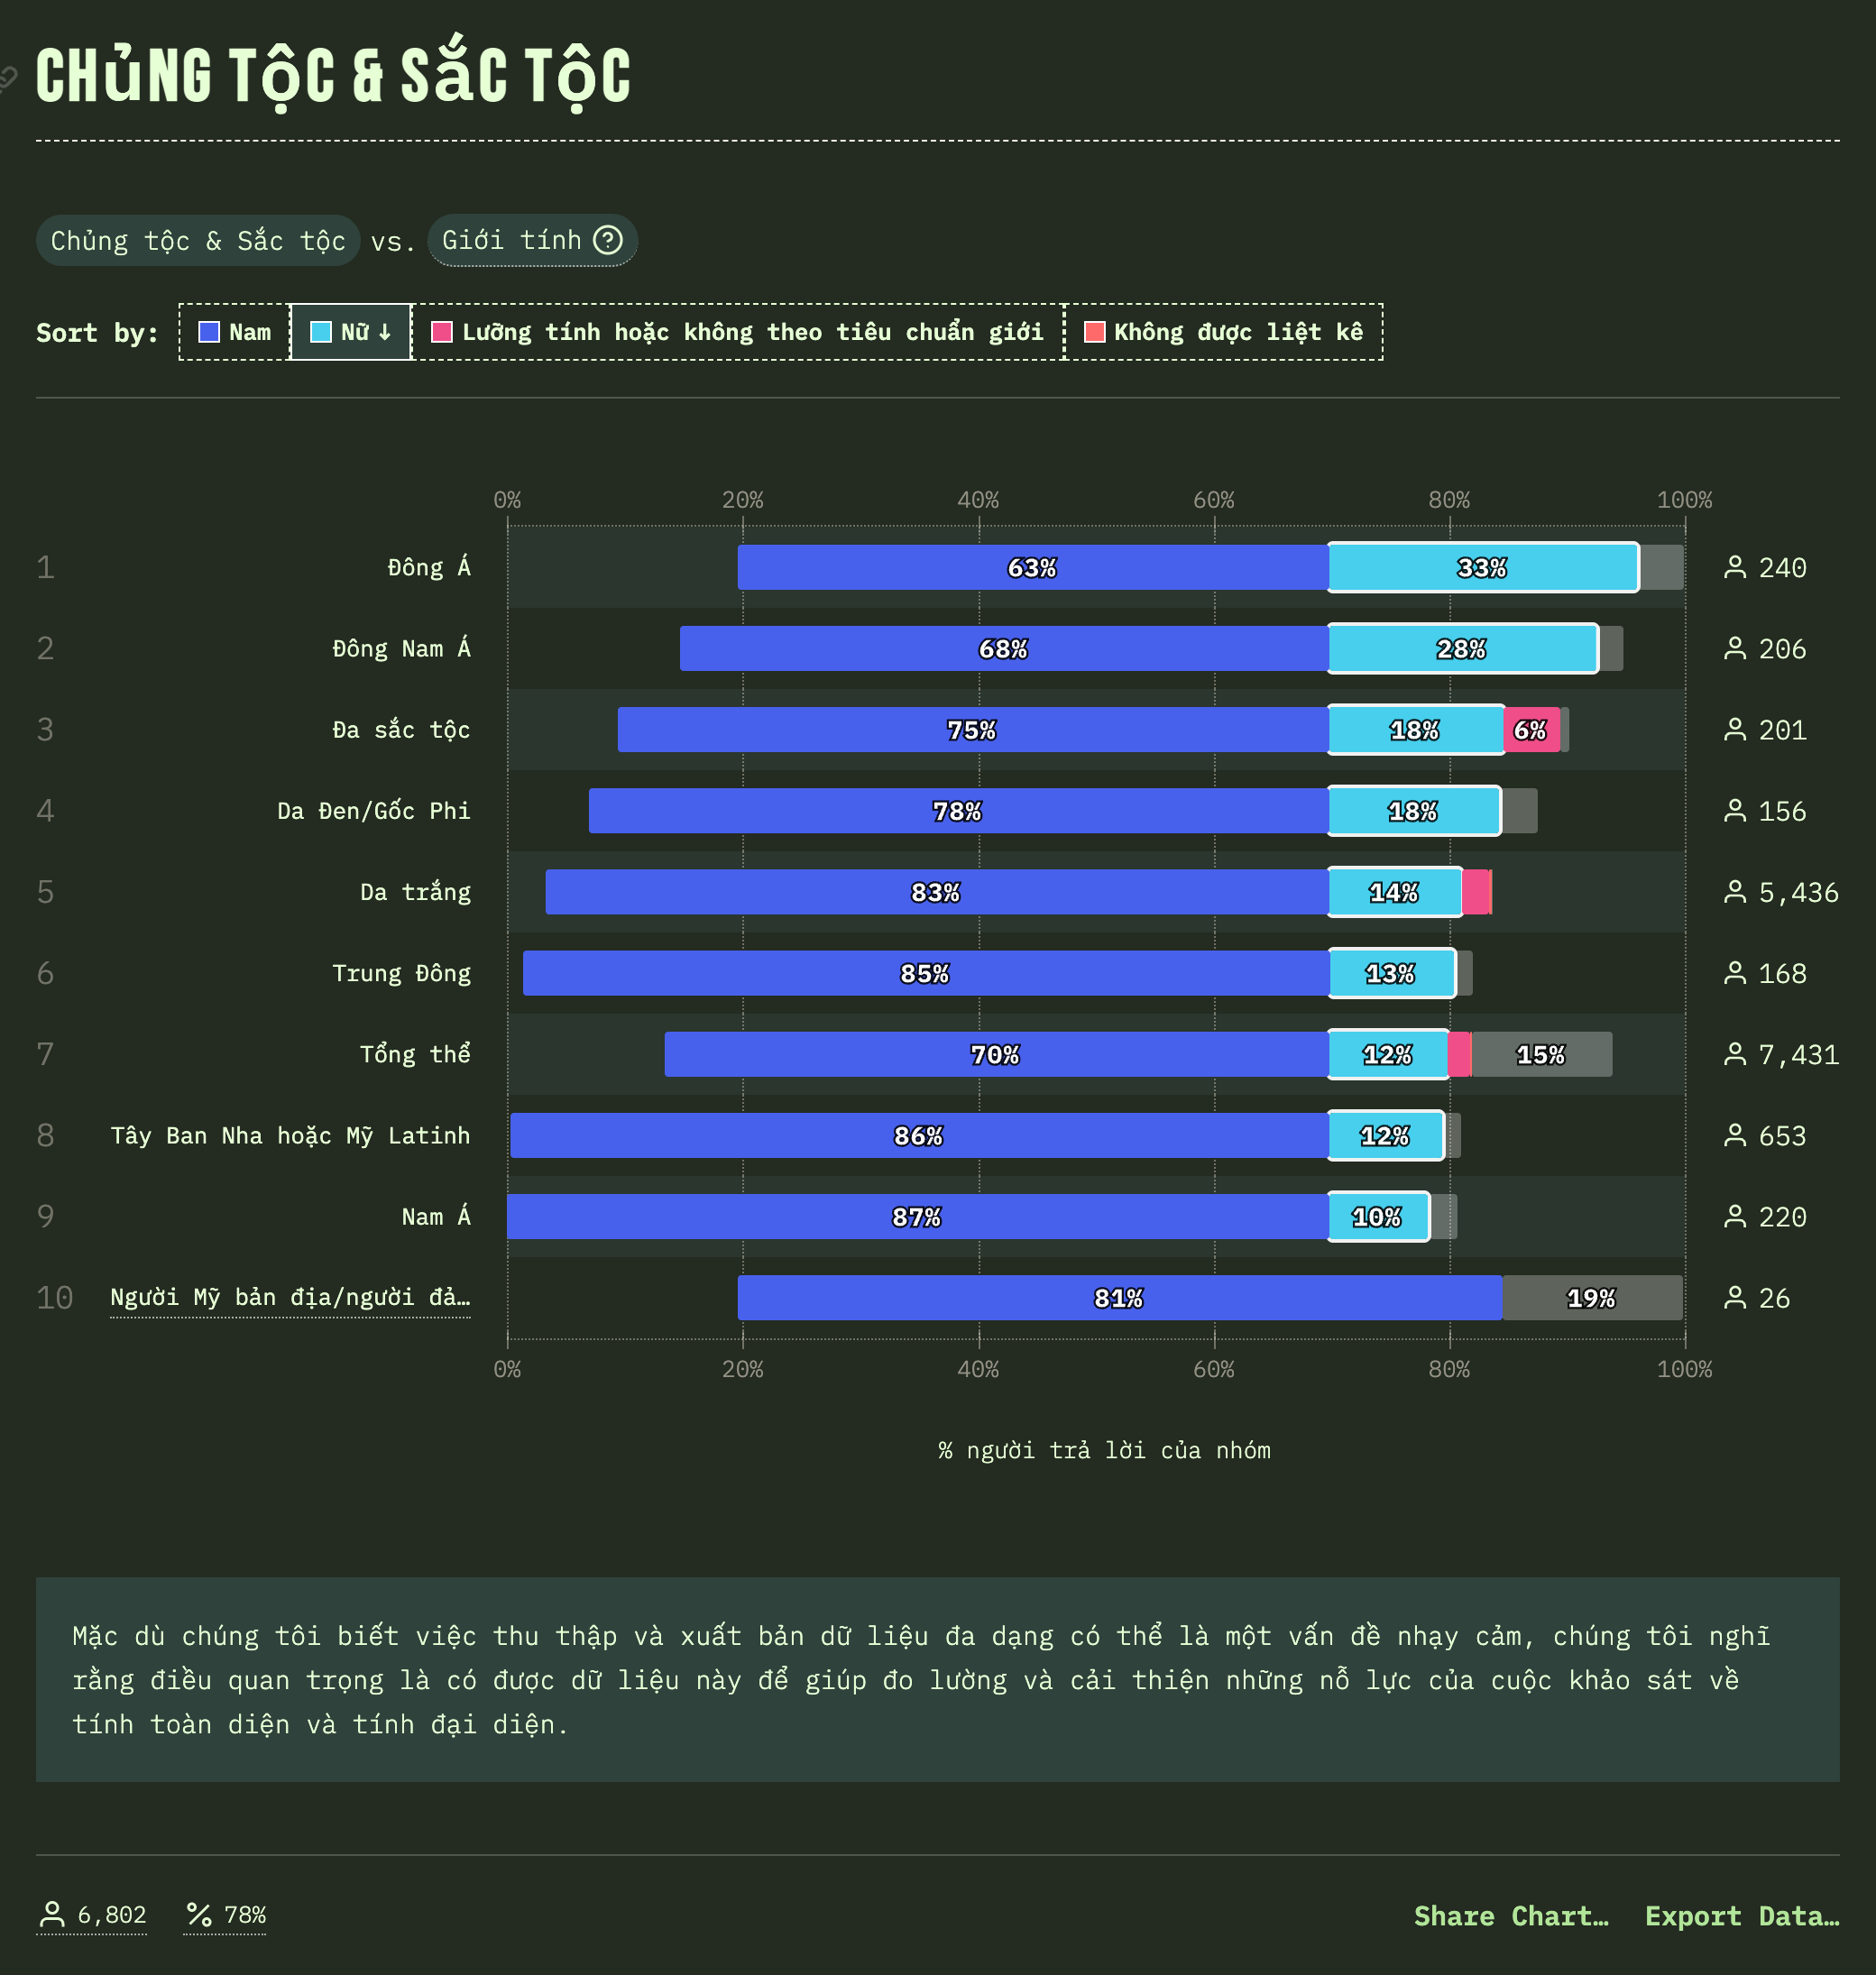 CHủNG TộC & SắC TộC
Chủng tộc & Sắc tộc vs. Giới tính
Sort by: Nam Nữ ↓ Lưỡng tính hoặc không theo tiêu chuẩn giới Không được liệt kê
0% 20% 40% 60% 80% 100%
1 Đông Á 63% 33% 240
2 Đông Nam Á 68% 28% 206
3 Đa sắc tộc 75% 18% 6% 201
4 Da Đen/Gốc Phi 78% 18% 156
5 Da trắng 83% 14% 5,436
6 Trung Đông 85% 13% 168
7 Tổng thể 70% 12% 15% 7,431
8 Tây Ban Nha hoặc Mỹ Latinh 86% 12% 653
9 Nam Á 87% 10% 220
10 Người Mỹ bản địa/người đả… 81% 19% 26
0% 20% 40% 60% 80% 100%
% người trả lời của nhóm
Mặc dù chúng tôi biết việc thu thập và xuất bản dữ liệu đa dạng có thể là một vấn đề nhạy cảm, chúng tôi nghĩ
rằng điều quan trọng là có được dữ liệu này để giúp đo lường và cải thiện những nỗ lực của cuộc khảo sát về
tính toàn diện và tính đại diện.
6,802 78% Share Chart… Export Data…